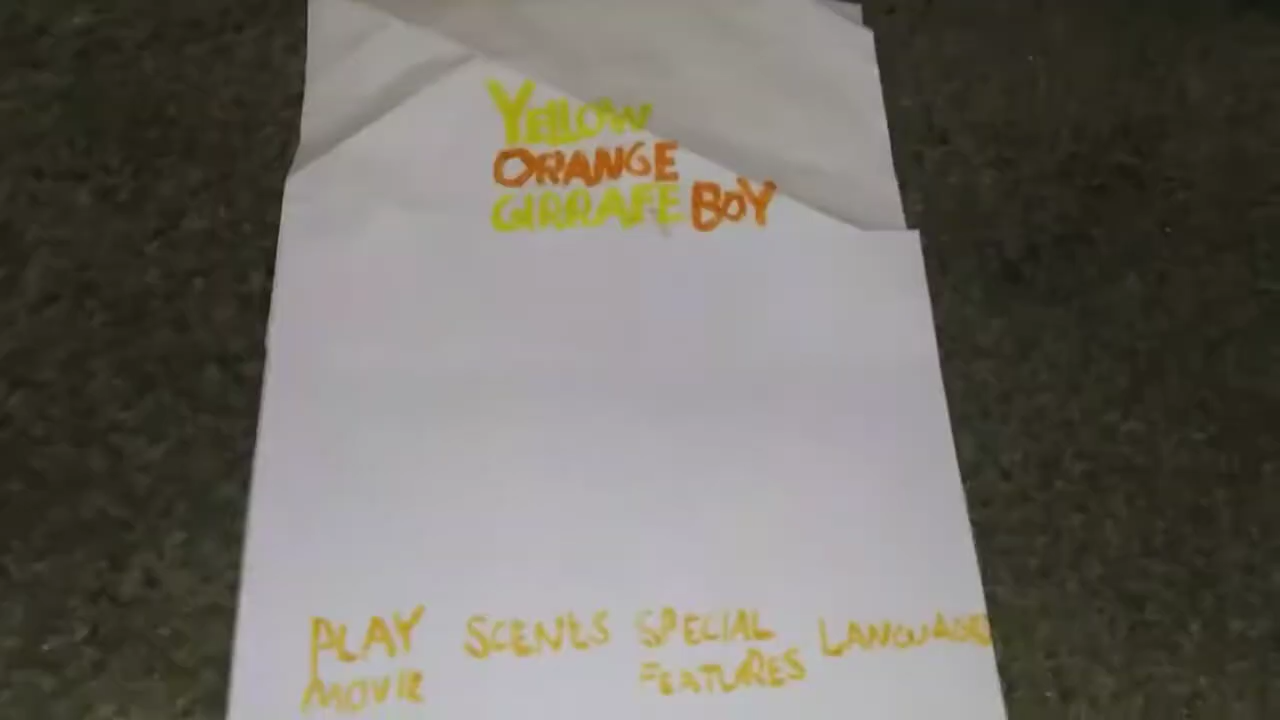 YELLOW
ORANGE
GIRRAFE BOY
PLAY SCENES SPECIAL LANGUAGES
MOVIE FEATURES